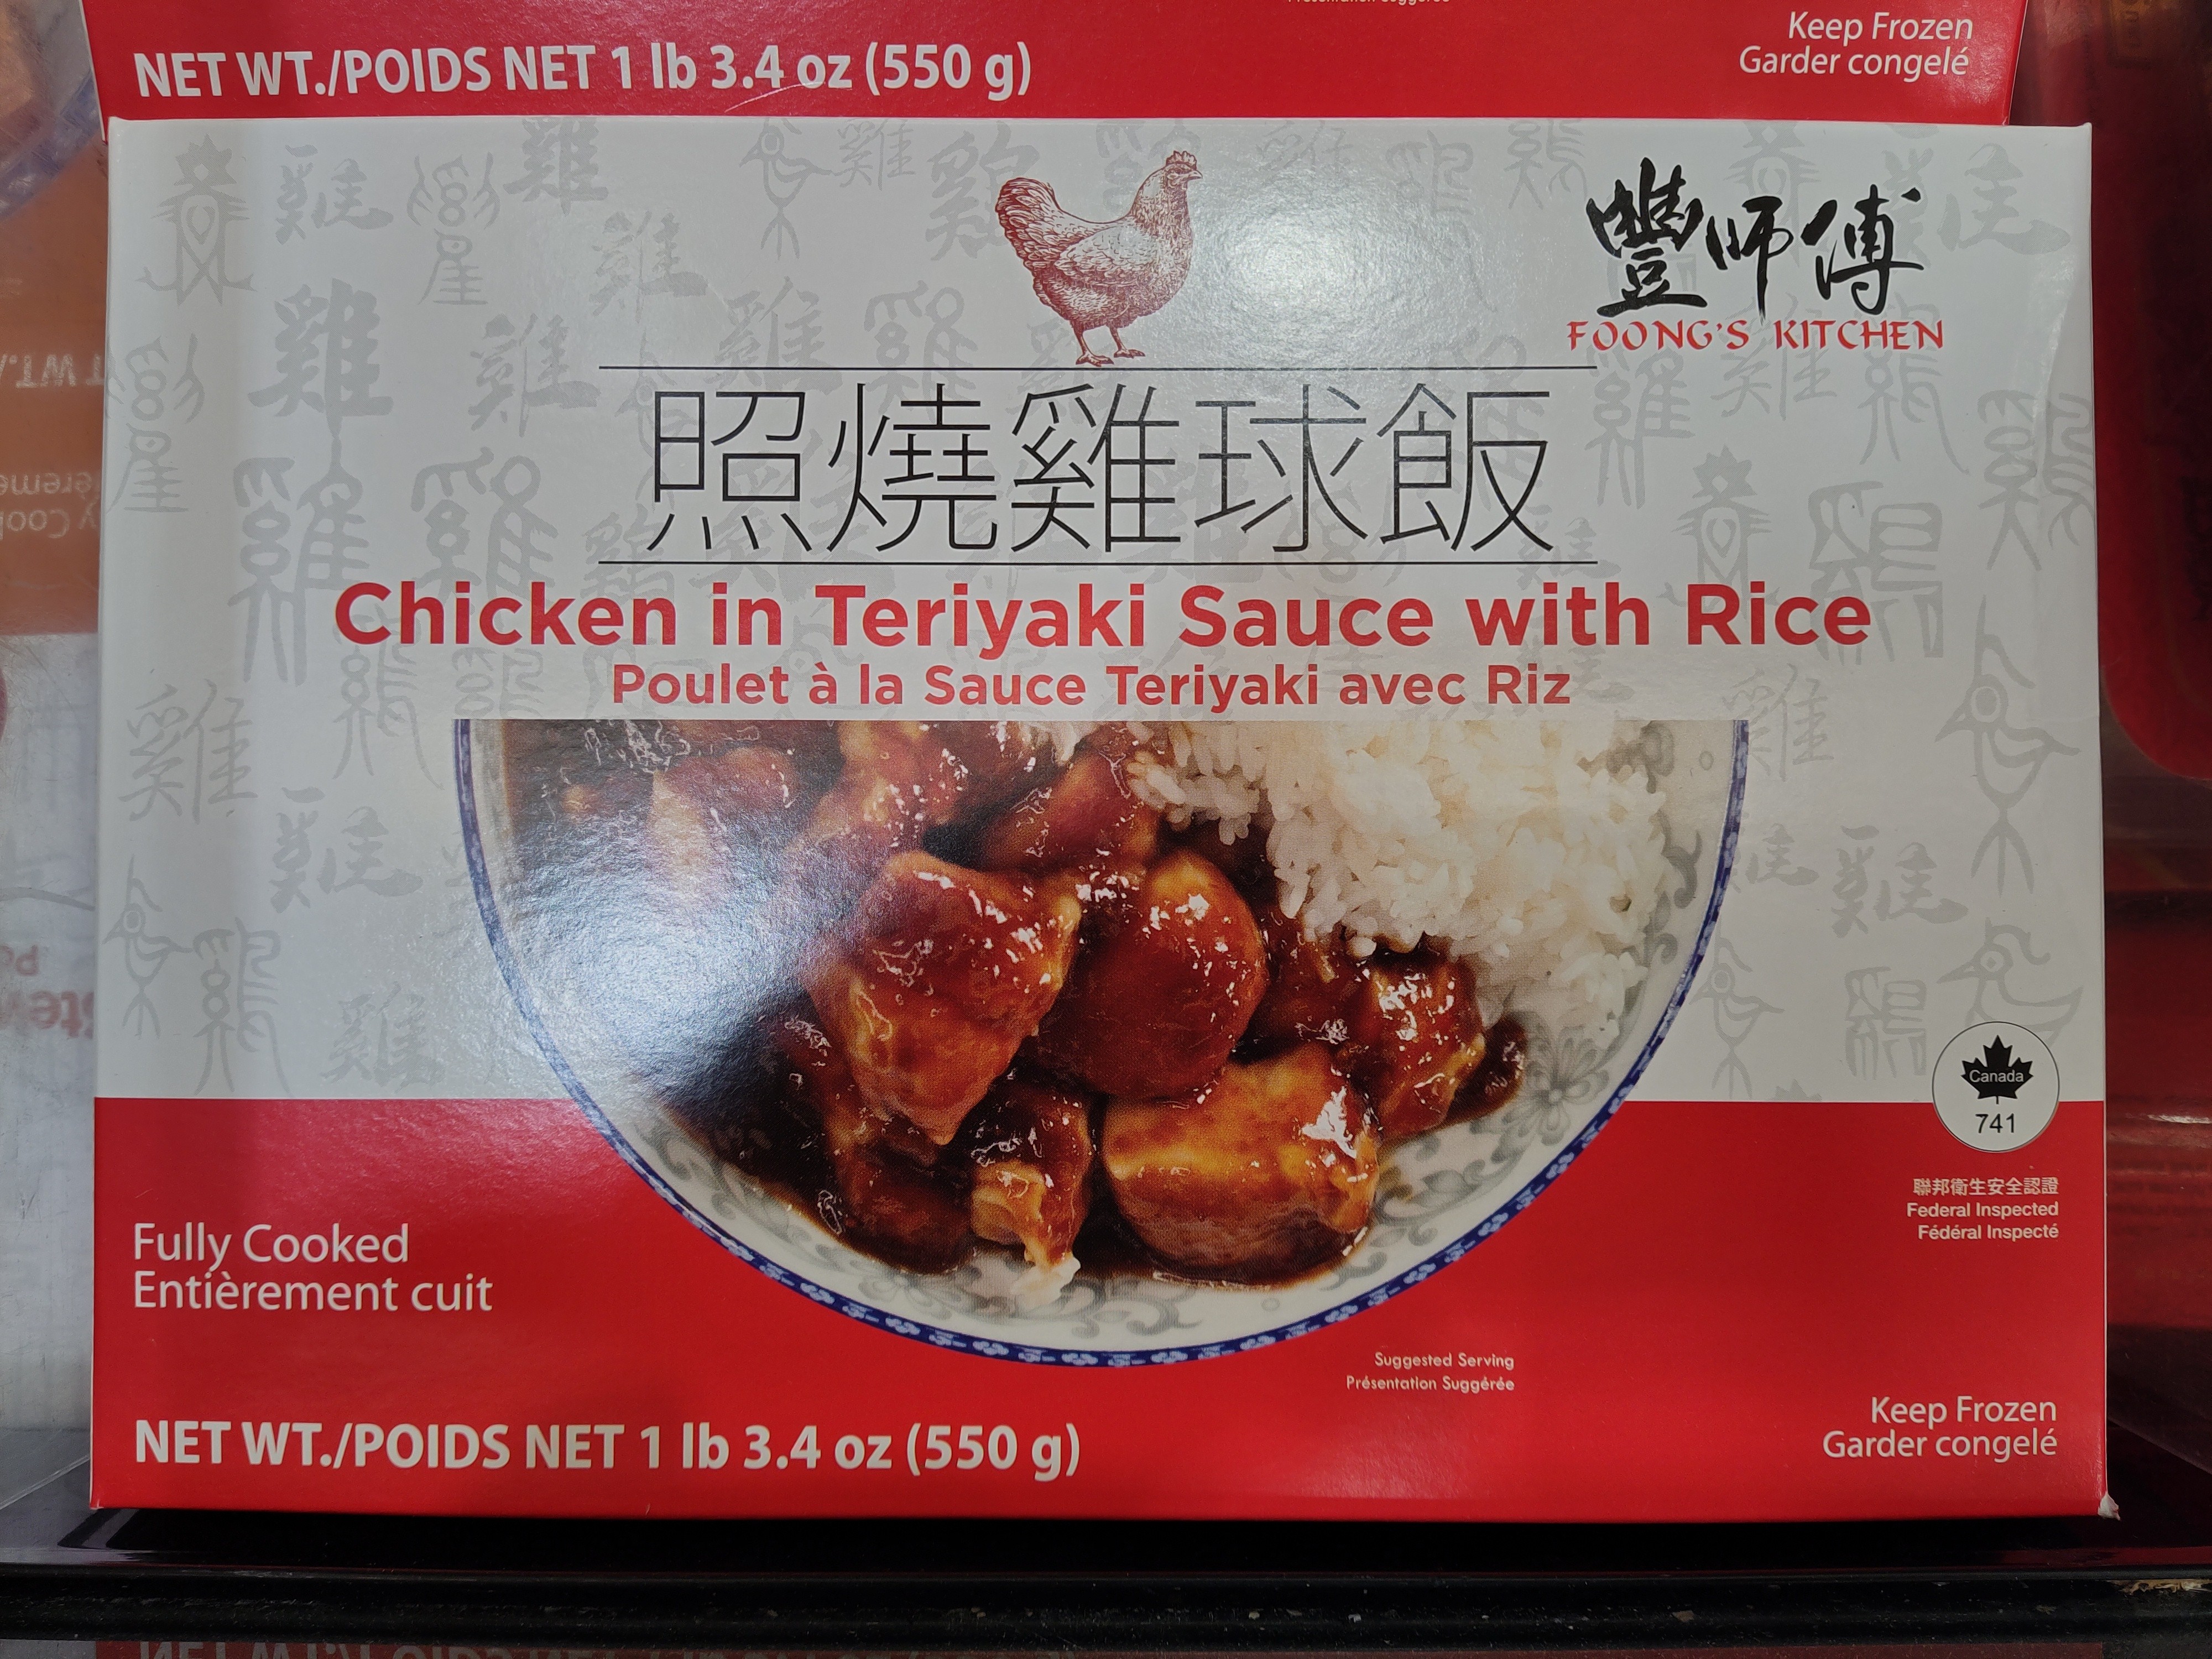 NET WT./POIDS NET 1 lb 3.4 oz (550 g)
Keep Frozen
Garder congelé
豐師傅
FOONG'S KITCHEN
照燒雞球飯
Chicken in Teriyaki Sauce with Rice
Poulet à la Sauce Teriyaki avec Riz
Canada
741
聯邦衛生安全認證
Federal Inspected
Fédéral Inspecté
Fully Cooked
Entièrement cuit
Suggested Serving
Présentation Suggérée
NET WT./POIDS NET 1 lb 3.4 oz (550 g)
Keep Frozen
Garder congelé